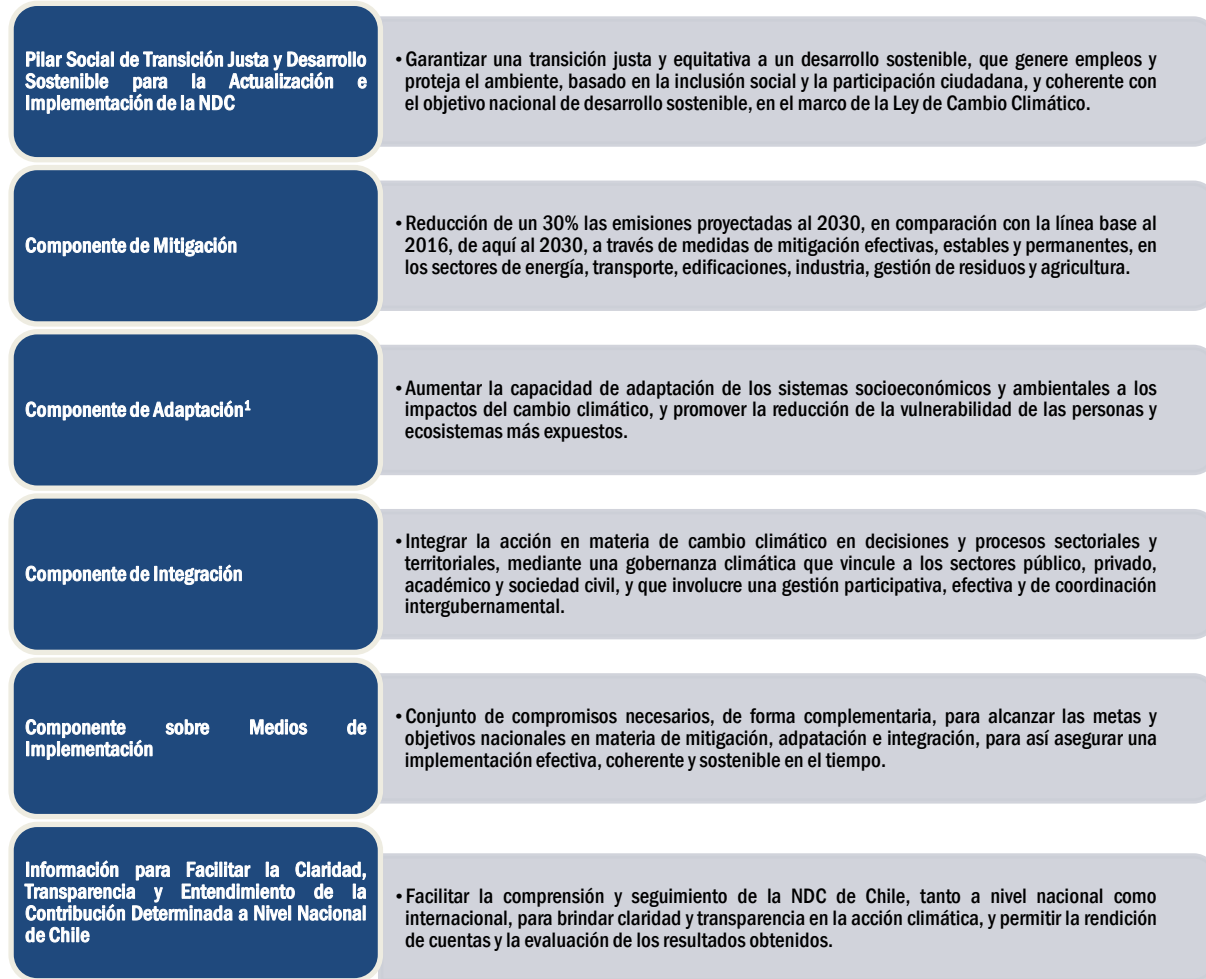 Pilar Social de Transición Justa y Desarrollo
Sostenible para la Actualización e
Implementación de la NDC
• Garantizar una transición justa y equitativa a un desarrollo sostenible, que genere empleos y
proteja el ambiente, basado en la inclusión social y la participación ciudadana, y coherente con
el objetivo nacional de desarrollo sostenible, en el marco de la Ley de Cambio Climático.
Componente de Mitigación
• Reducción de un 30% las emisiones proyectadas al 2030, en comparación con la línea base al
2016, de aquí al 2030, a través de medidas de mitigación efectivas, estables y permanentes, en
los sectores de energía, transporte, edificaciones, industria, gestión de residuos y agricultura.
Componente de Adaptación¹
• Aumentar la capacidad de adaptación de los sistemas socioeconómicos y ambientales a los
impactos del cambio climático, y promover la reducción de la vulnerabilidad de las personas y
ecosistemas más expuestos.
Componente de Integración
• Integrar la acción en materia de cambio climático en decisiones y procesos sectoriales y
territoriales, mediante una gobernanza climática que vincule a los sectores público, privado,
académico y sociedad civil, y que involucre una gestión participativa, efectiva y de coordinación
intergubernamental.
Componente sobre Medios de
Implementación
• Conjunto de compromisos necesarios, de forma complementaria, para alcanzar las metas y
objetivos nacionales en materia de mitigación, adpatación e integración, para así asegurar una
implementación efectiva, coherente y sostenible en el tiempo.
Información para Facilitar la Claridad,
Transparencia y Entendimiento de la
Contribución Determinada a Nivel Nacional
de Chile
• Facilitar la comprensión y seguimiento de la NDC de Chile, tanto a nivel nacional como
internacional, para brindar claridad y transparencia en la acción climática, y permitir la rendición
de cuentas y la evaluación de los resultados obtenidos.